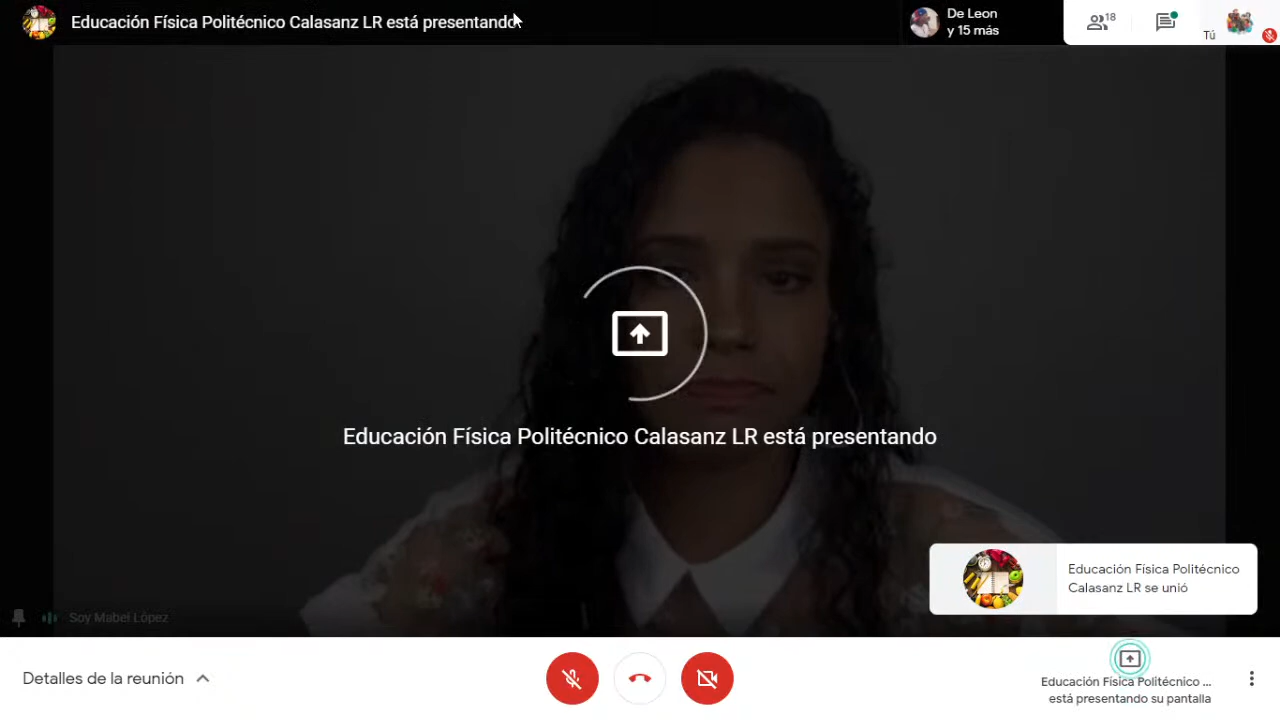 Educación Física Politécnico Calasanz LR está presentando
De Leon
y 15 más
18
Tú
Educación Física Politécnico Calasanz LR está presentando
Educación Física Politécnico
Calasanz LR se unió
Soy Mabel López
Detalles de la reunión
Educación Física Politécnico ...
está presentando su pantalla